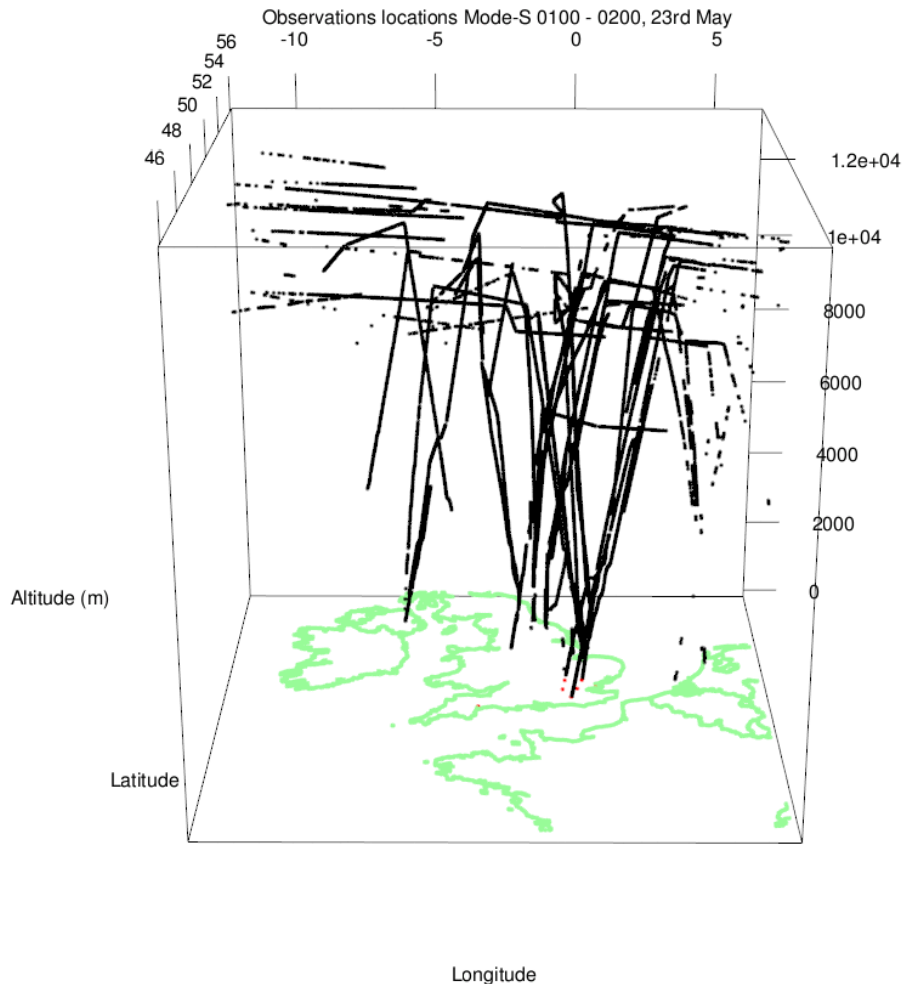 Observations locations Mode-S 0100 - 0200, 23rd May
-10 -5 0 5
56
54
52
50
48
46
1.2e+04
1e+04
8000
6000
4000
2000
0
Altitude (m)
Latitude
Longitude